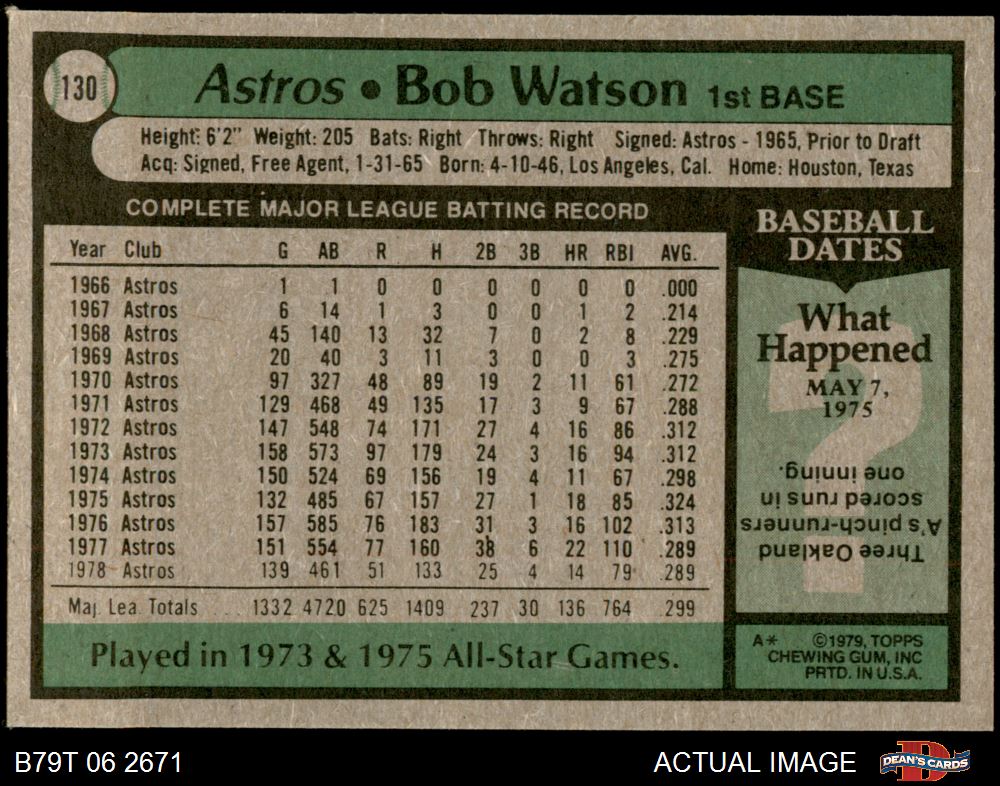 130
Astros • Bob Watson 1st BASE
Height: 6'2" Weight: 205 Bats: Right Throws: Right Signed: Astros - 1965, Prior to Draft
Acq: Signed, Free Agent, 1-31-65 Born: 4-10-46, Los Angeles, Cal. Home: Houston, Texas
COMPLETE MAJOR LEAGUE BATTING RECORD
Year Club G AB R H 2B 3B HR RBI AVG.
1966 Astros 1 1 0 0 0 0 0 0 .000
1967 Astros 6 14 1 3 0 0 1 2 .214
1968 Astros 45 140 13 32 7 0 2 8 .229
1969 Astros 20 40 3 11 3 0 0 3 .275
1970 Astros 97 327 48 89 19 2 11 61 .272
1971 Astros 129 468 49 135 17 3 9 67 .288
1972 Astros 147 548 74 171 27 4 16 86 .312
1973 Astros 158 573 97 179 24 3 16 94 .312
1974 Astros 150 524 69 156 19 4 11 67 .298
1975 Astros 132 485 67 157 27 1 18 85 .324
1976 Astros 157 585 76 183 31 3 16 102 .313
1977 Astros 151 554 77 160 38 6 22 110 .289
1978 Astros 139 461 51 133 25 4 14 79 .289
Maj. Lea. Totals ... 1332 4720 625 1409 237 30 136 764 .299
Played in 1973 & 1975 All-Star Games.
BASEBALL
DATES
What
Happened
MAY 7,
1975
?
Three Oakland
A's pinch-runners
scored runs in
one inning.
A* ©1979, TOPPS
CHEWING GUM, INC
PRTD. IN U.S.A.
B79T 06 2671
ACTUAL IMAGE
D
DEAN'S CARDS